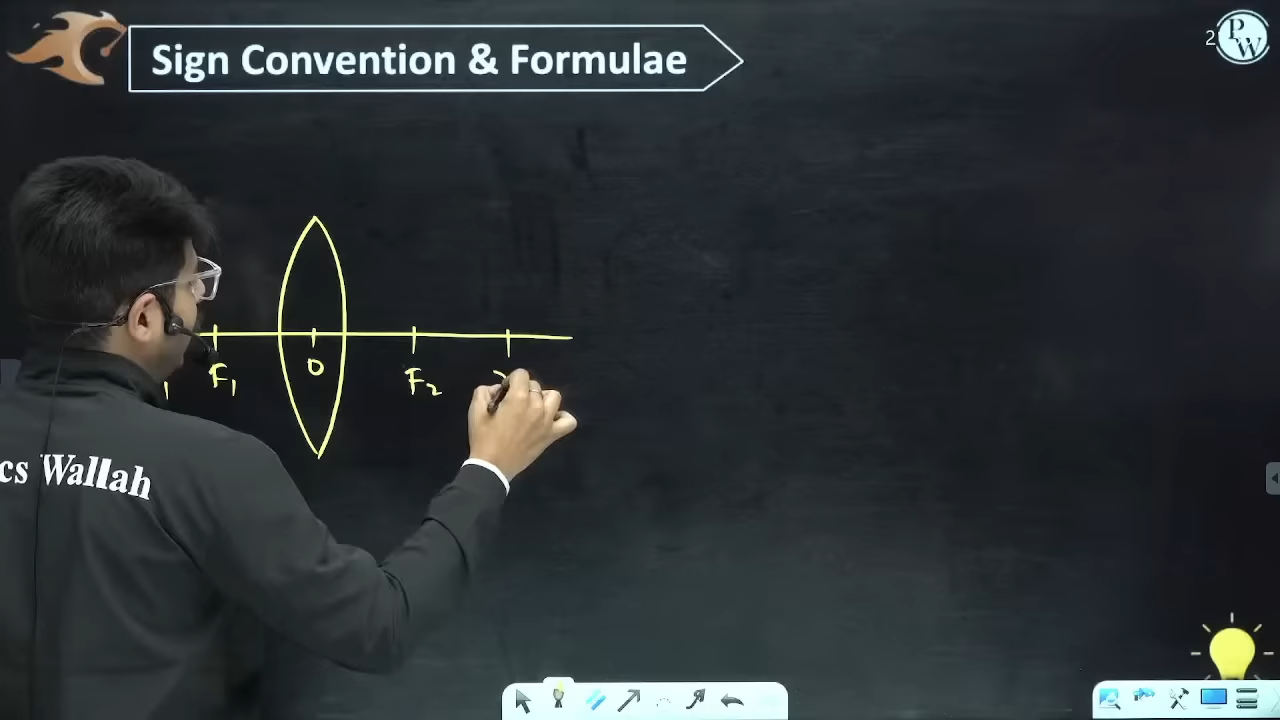 Sign Convention & Formulae
2
PW
F₁
O
F₂
cs Wallah